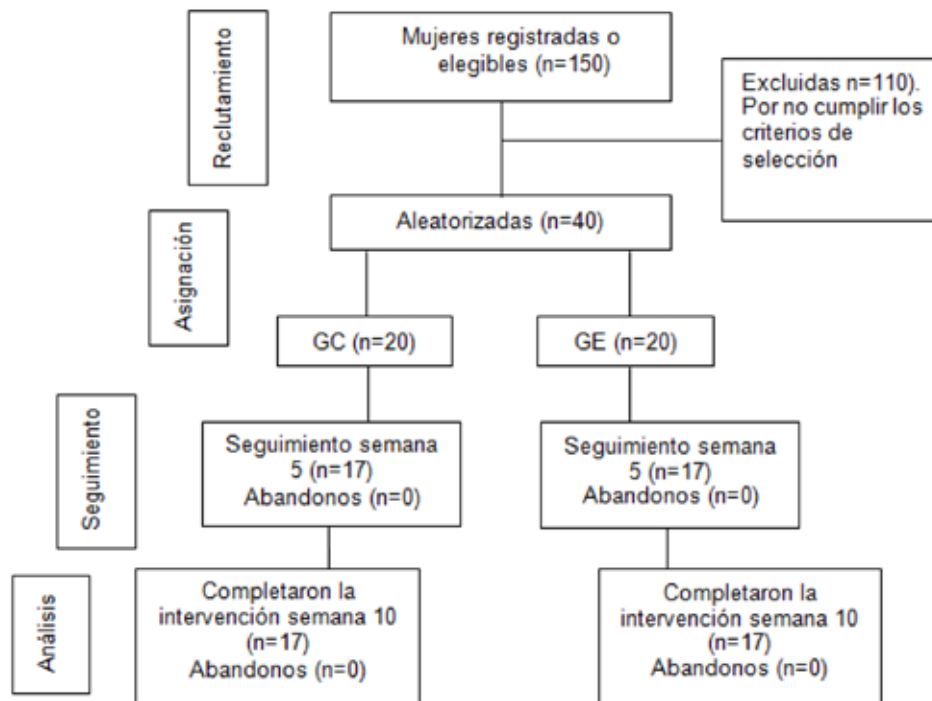 Reclutamiento
Mujeres registradas o
elegibles (n=150)
Excluidas n=110).
Por no cumplir los
criterios de
selección
Asignación
Aleatorizadas (n=40)
GC (n=20)
GE (n=20)
Seguimiento
Seguimiento semana
5 (n=17)
Abandonos (n=0)
Seguimiento semana
5 (n=17)
Abandonos (n=0)
Análisis
Completaron la
intervención semana 10
(n=17)
Abandonos (n=0)
Completaron la
intervención semana 10
(n=17)
Abandonos (n=0)